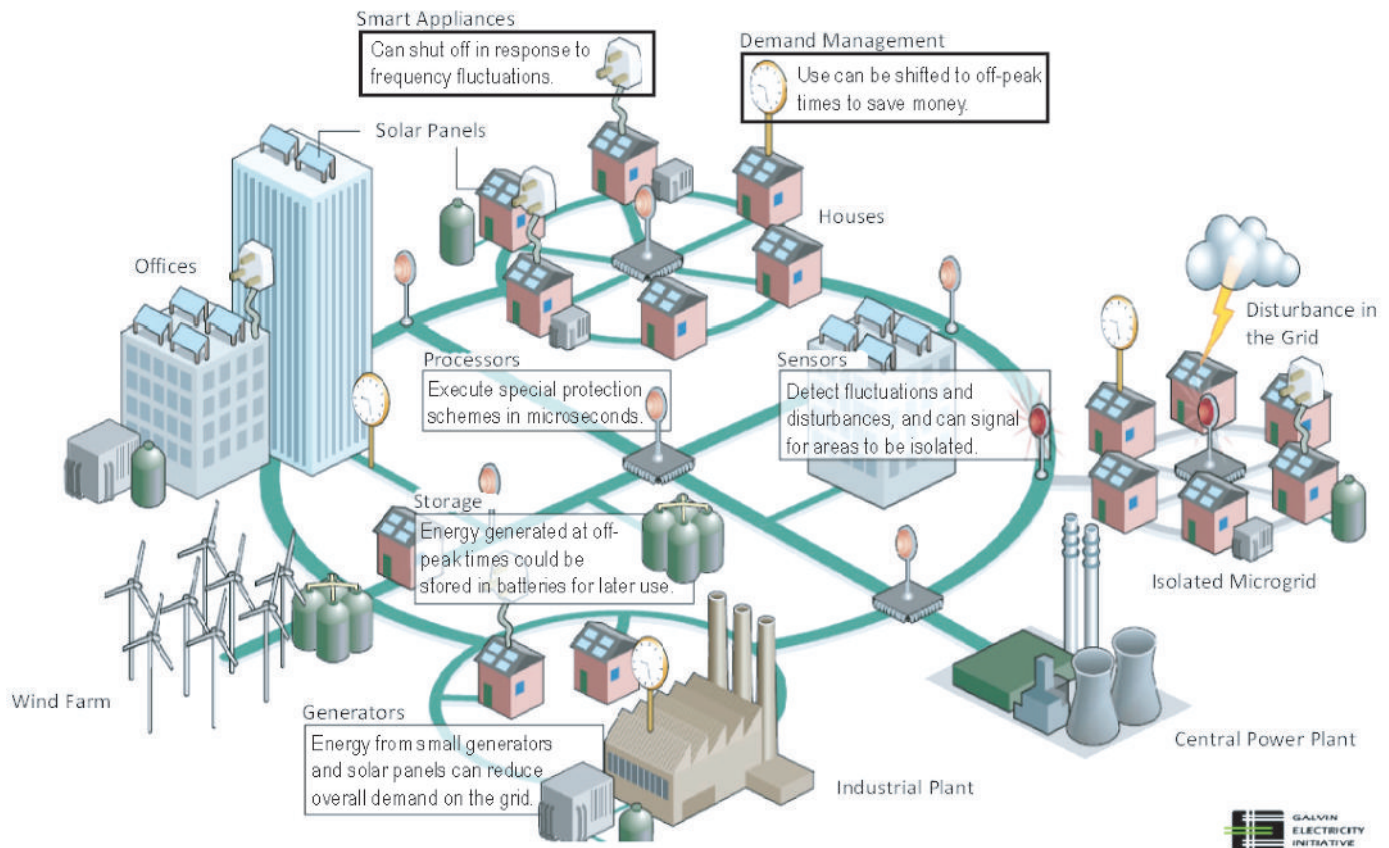 Smart Appliances
Can shut off in response to
frequency fluctuations.
Demand Management
Use can be shifted to off-peak
times to save money.
Solar Panels
Houses
Offices
Disturbance in
the Grid
Processors
Execute special protection
schemes in microseconds.
Sensors
Detect fluctuations and
disturbances, and can signal
for areas to be isolated.
Storage
Energy generated at off-
peak times could be
stored in batteries for later use.
Isolated Microgrid
Wind Farm
Generators
Energy from small generators
and solar panels can reduce
overall demand on the grid.
Industrial Plant
Central Power Plant
GALVIN
ELECTRICITY
INITIATIVE